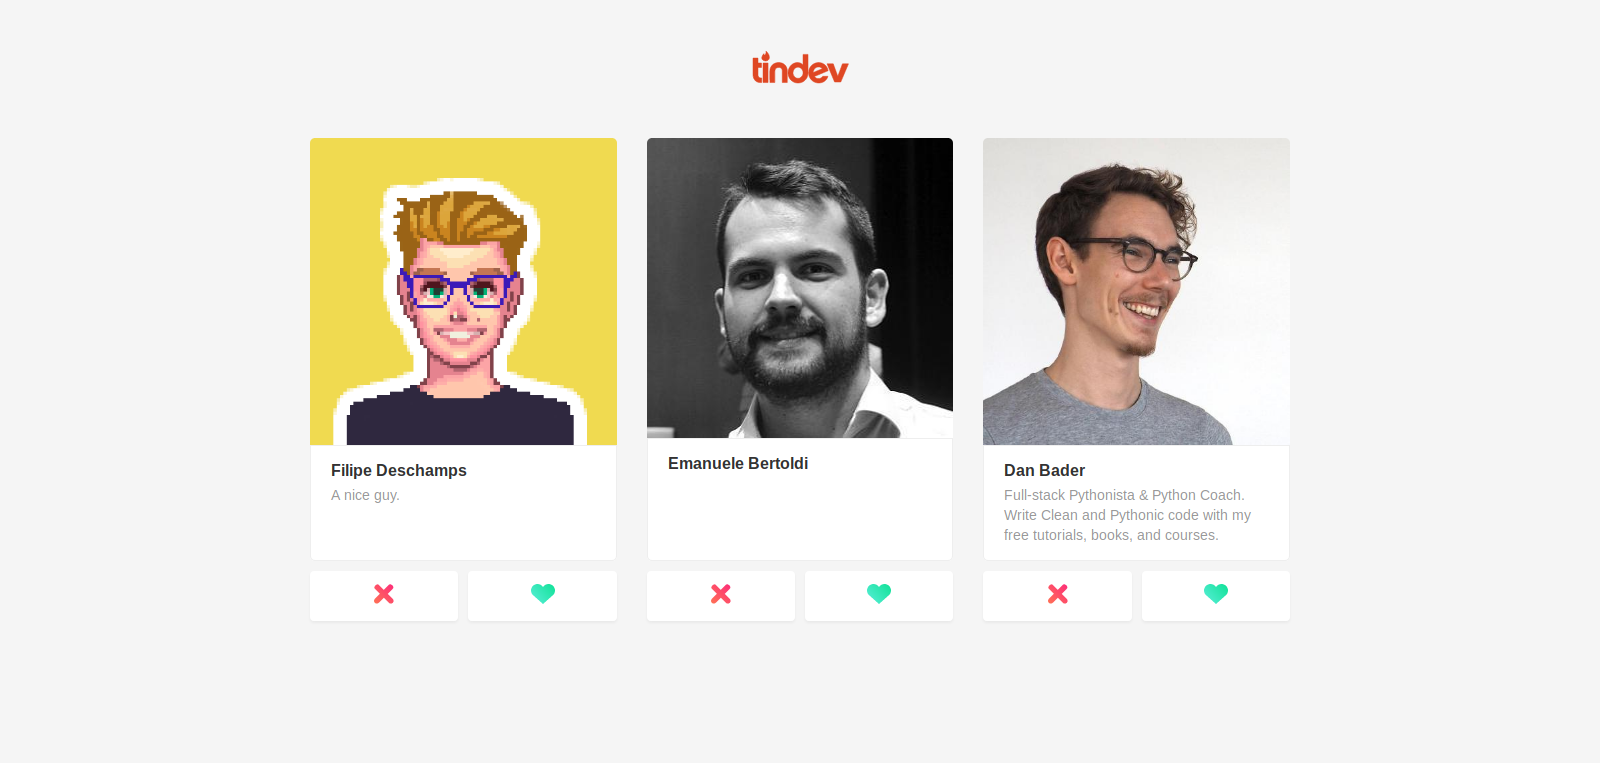 tindev
Filipe Deschamps
A nice guy.
Emanuele Bertoldi
Dan Bader
Full-stack Pythonista & Python Coach.
Write Clean and Pythonic code with my
free tutorials, books, and courses.